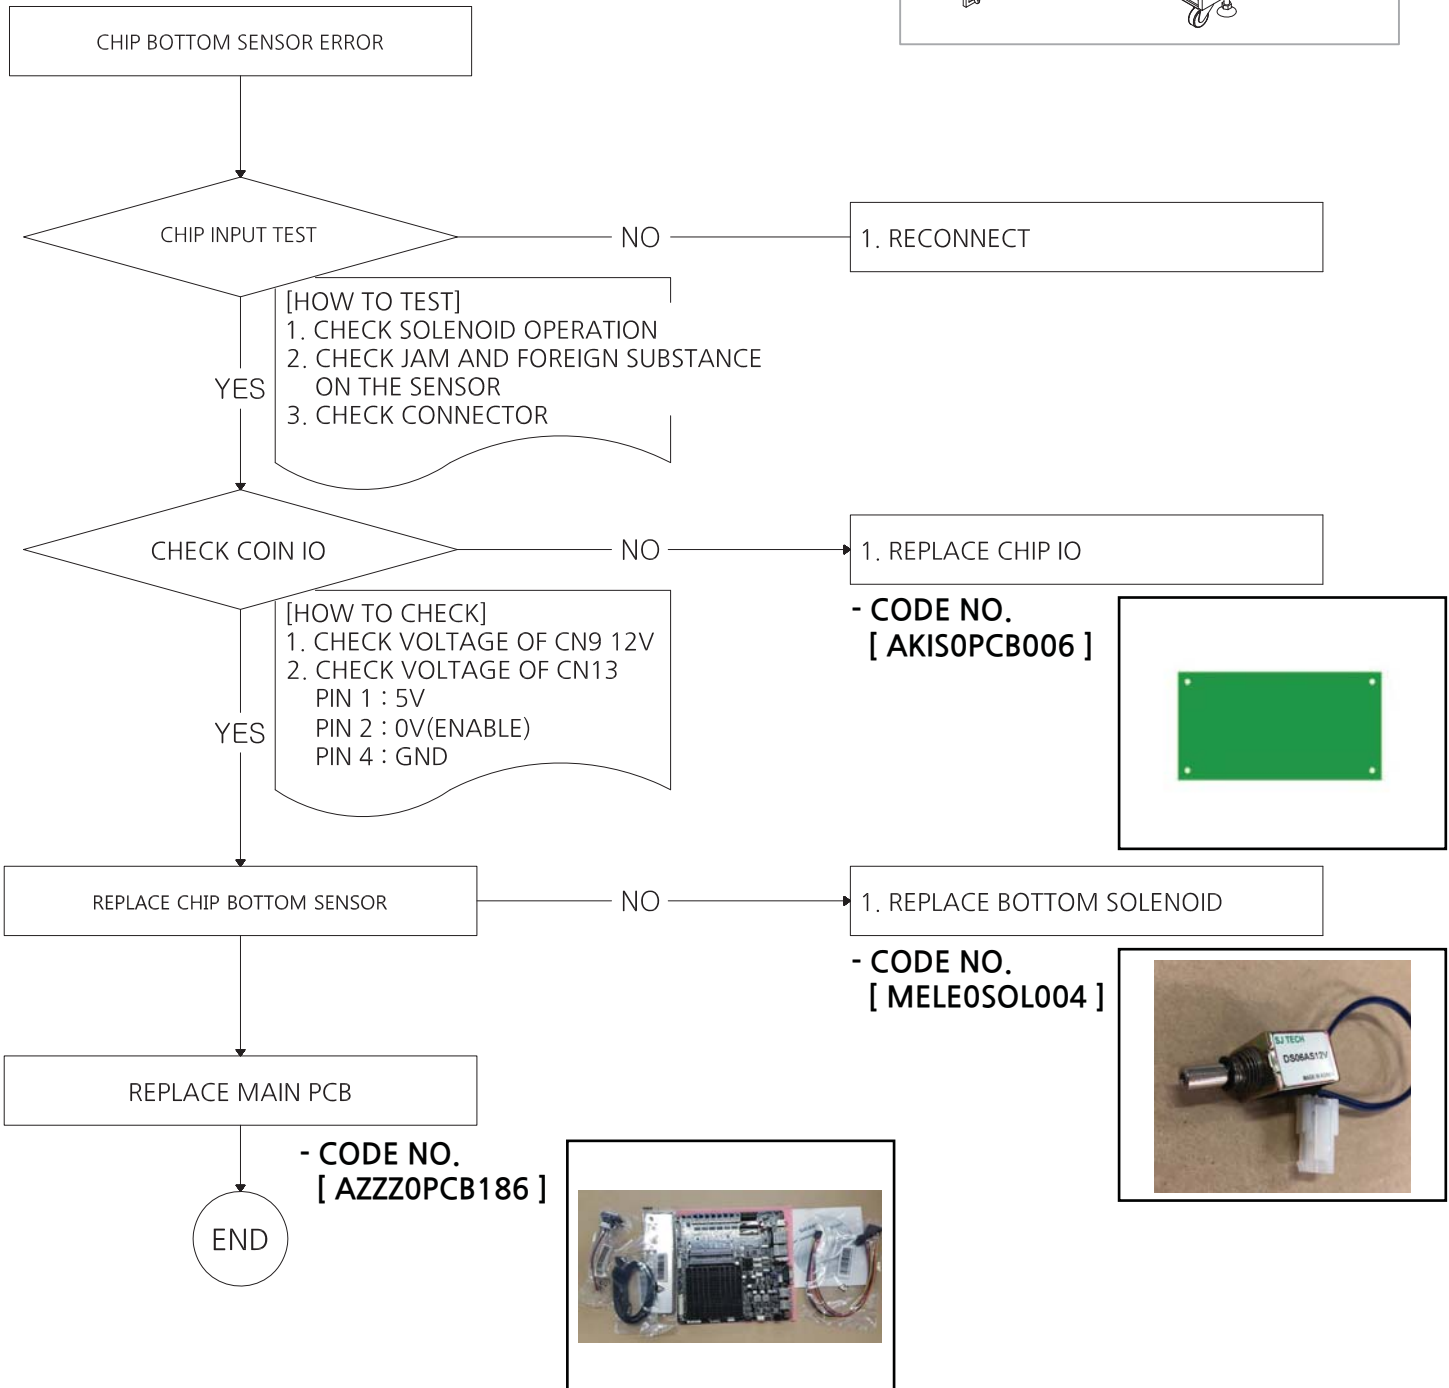 CHIP BOTTOM SENSOR ERROR
CHIP INPUT TEST
NO
1. RECONNECT
[HOW TO TEST]
1. CHECK SOLENOID OPERATION
2. CHECK JAM AND FOREIGN SUBSTANCE
ON THE SENSOR
3. CHECK CONNECTOR
YES
CHECK COIN IO
NO
1. REPLACE CHIP IO
- CODE NO.
[ AKIS0PCB006 ]
[HOW TO CHECK]
1. CHECK VOLTAGE OF CN9 12V
2. CHECK VOLTAGE OF CN13
PIN 1 : 5V
PIN 2 : 0V(ENABLE)
PIN 4 : GND
YES
REPLACE CHIP BOTTOM SENSOR
NO
1. REPLACE BOTTOM SOLENOID
- CODE NO.
[ MELE0SOL004 ]
SJ TECH
DS06AS12V
REPLACE MAIN PCB
- CODE NO.
[ AZZZ0PCB186 ]
END